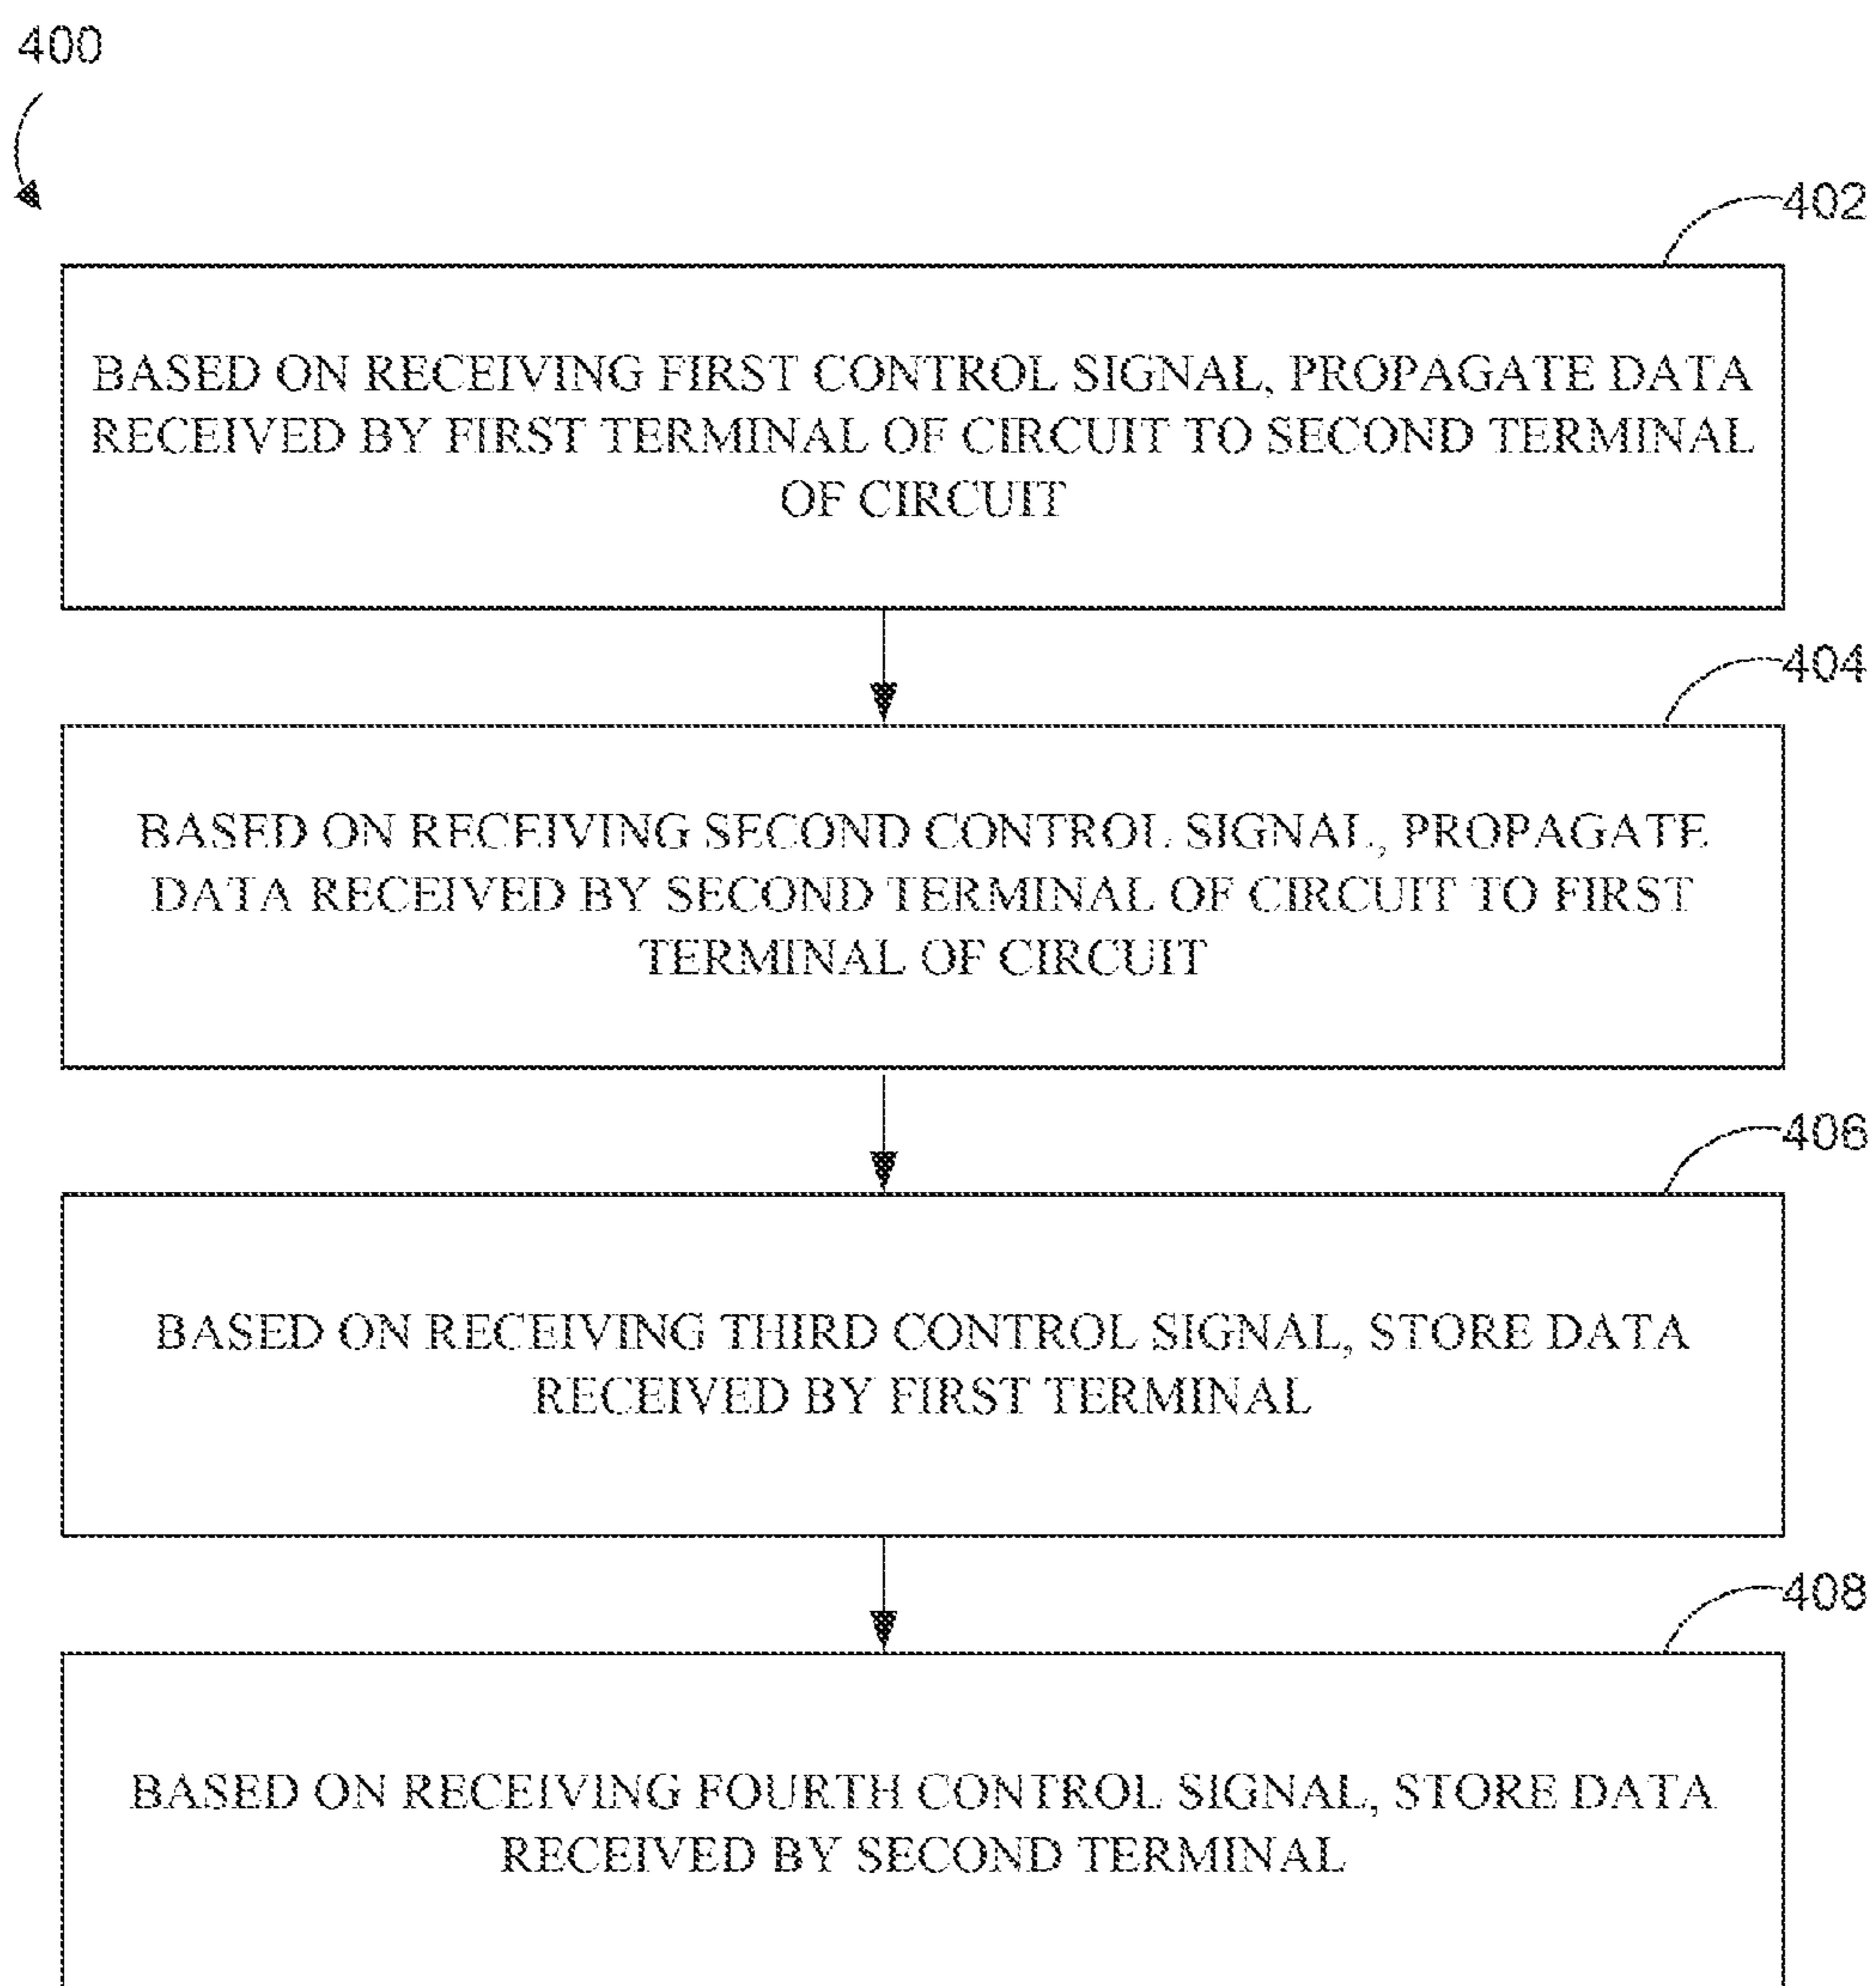 400
402
BASED ON RECEIVING FIRST CONTROL SIGNAL, PROPAGATE DATA
RECEIVED BY FIRST TERMINAL OF CIRCUIT TO SECOND TERMINAL
OF CIRCUIT
404
BASED ON RECEIVING SECOND CONTROL SIGNAL, PROPAGATE
DATA RECEIVED BY SECOND TERMINAL OF CIRCUIT TO FIRST
TERMINAL OF CIRCUIT
406
BASED ON RECEIVING THIRD CONTROL SIGNAL, STORE DATA
RECEIVED BY FIRST TERMINAL
408
BASED ON RECEIVING FOURTH CONTROL SIGNAL, STORE DATA
RECEIVED BY SECOND TERMINAL